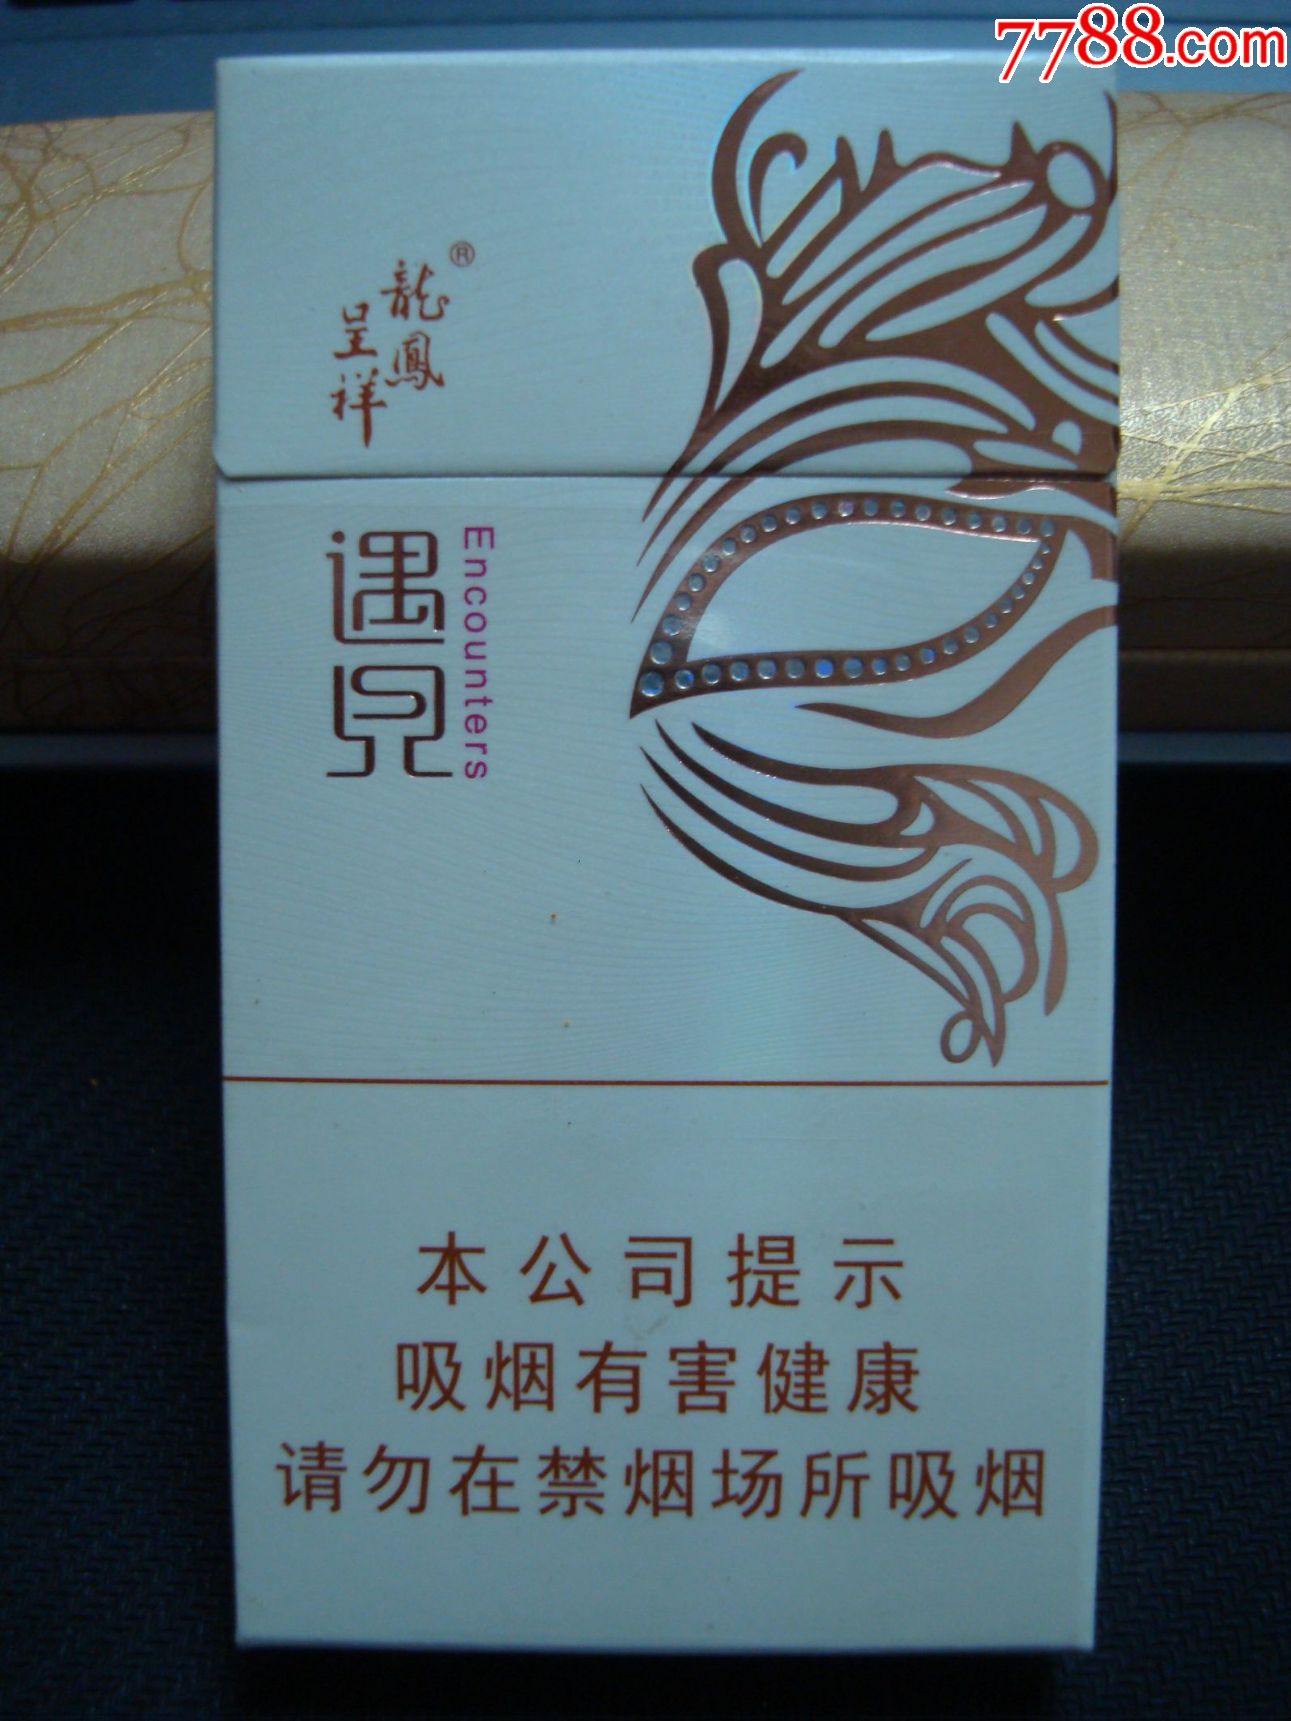 7788.com
龍鳳®
呈祥
遇見
Encounters
本公司提示
吸烟有害健康
请勿在禁烟场所吸烟